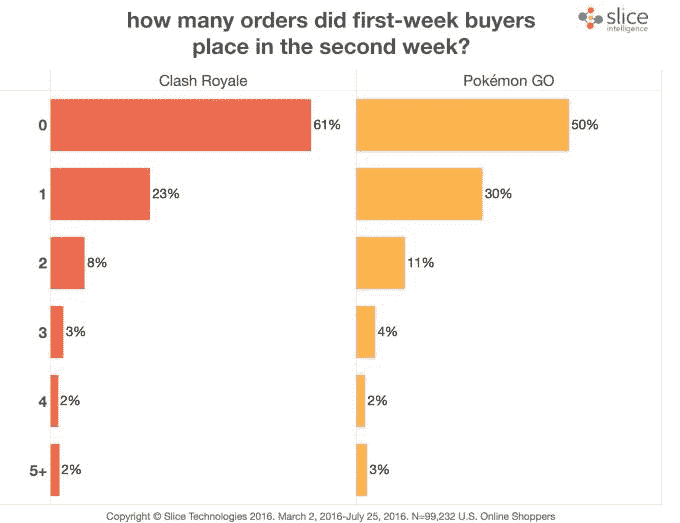 how many orders did first-week buyers
place in the second week?
slice
intelligence
Clash Royale
Pokémon GO
0
61%
50%
1
23%
30%
2
8%
11%
3
3%
4%
4
2%
2%
5+
2%
3%
Copyright © Slice Technologies 2016. March 2, 2016-July 25, 2016. N=99,232 U.S. Online Shoppers